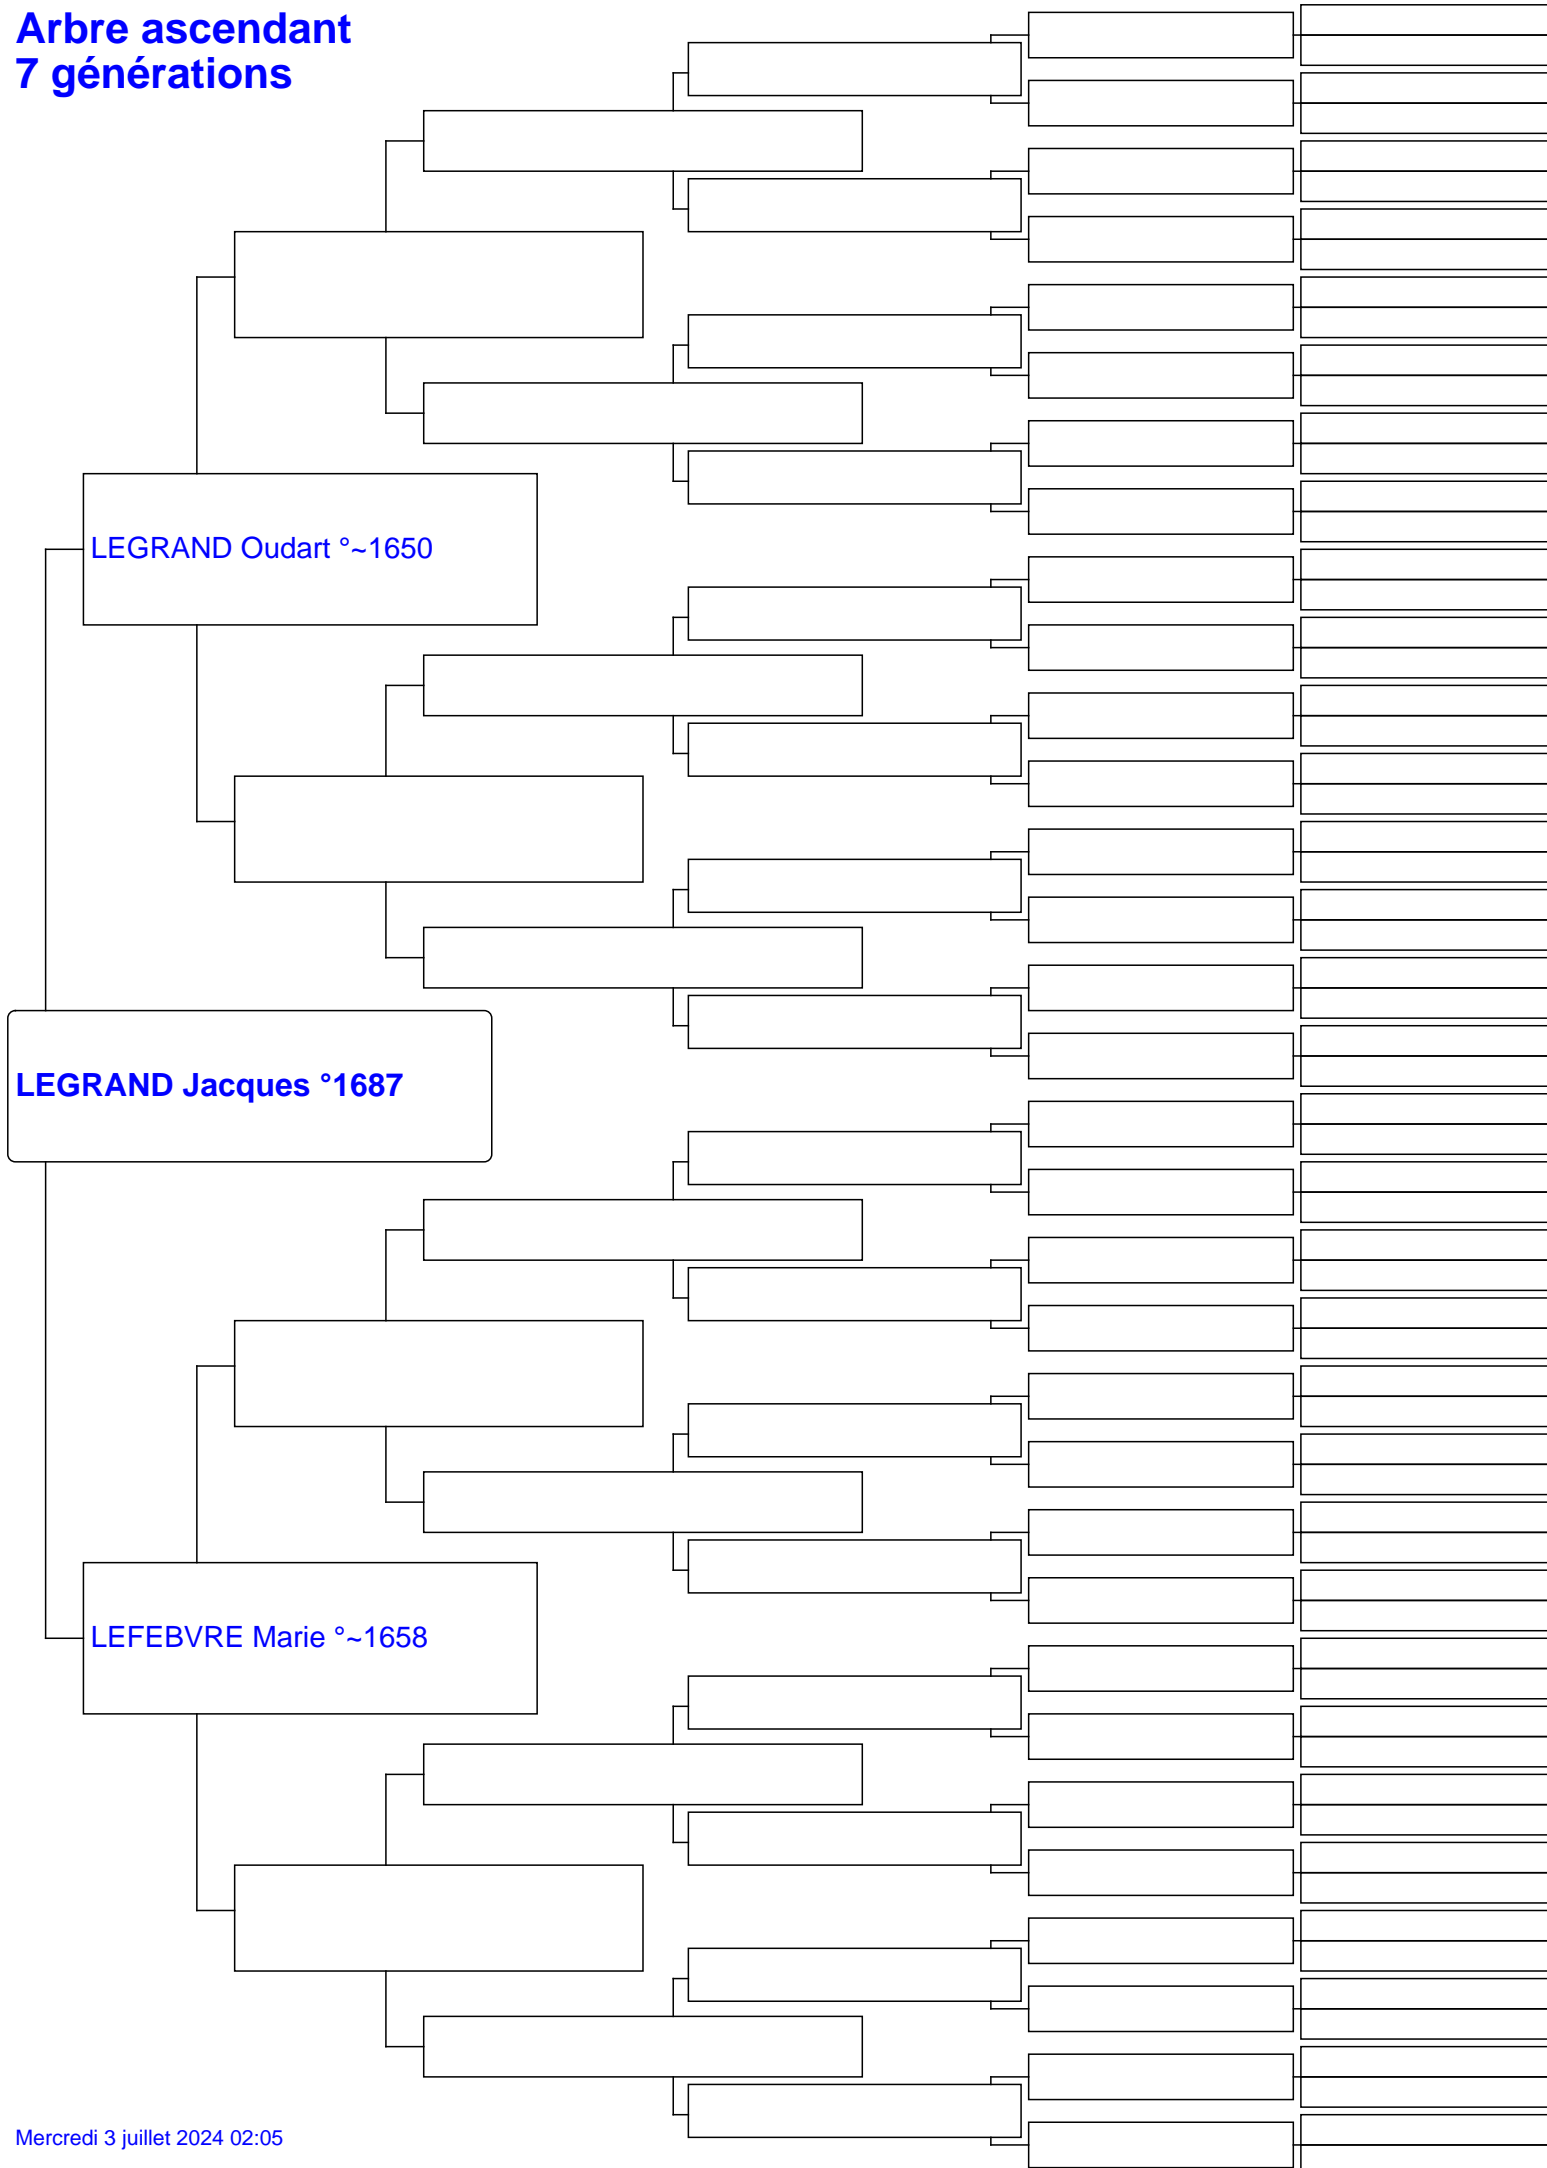 Arbre ascendant
7 générations
LEGRAND Oudart °~1650
LEGRAND Jacques °1687
LEFEBVRE Marie °~1658
Mercredi 3 juillet 2024 02:05